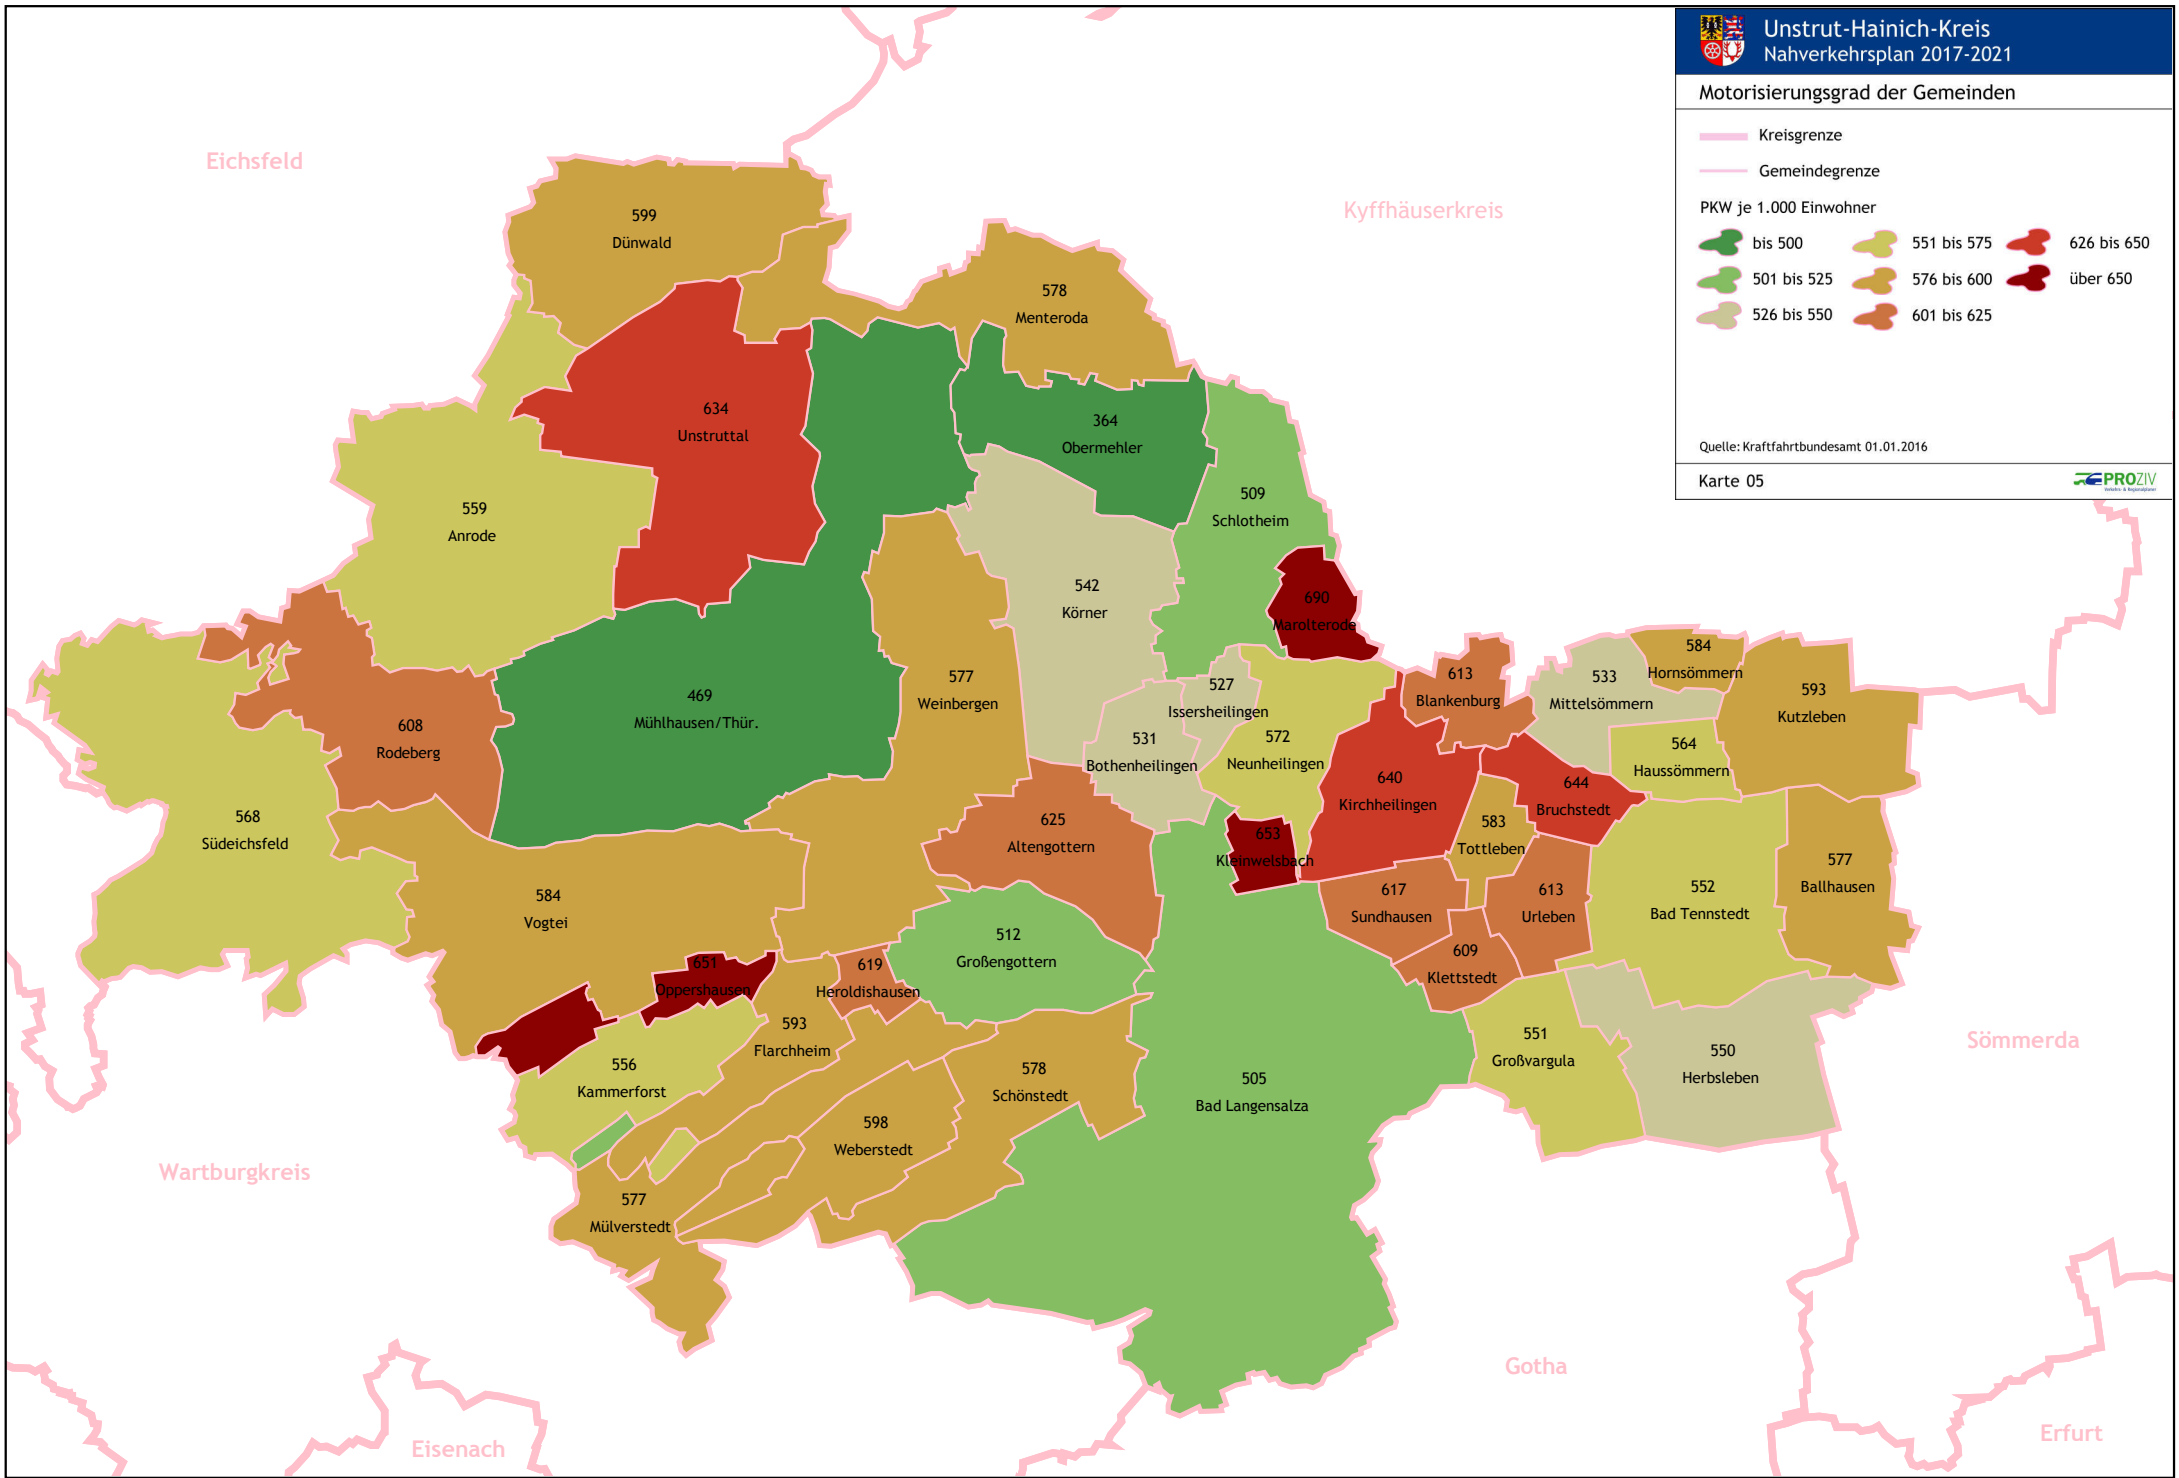 Unstrut-Hainich-Kreis
Nahverkehrsplan 2017-2021
Motorisierungsgrad der Gemeinden
Kreisgrenze
Gemeindegrenze
PKW je 1.000 Einwohner
bis 500
551 bis 575
626 bis 650
501 bis 525
576 bis 600
über 650
526 bis 550
601 bis 625
Quelle: Kraftfahrtbundesamt 01.01.2016
Karte 05
PROZIV
Verkehrs- & Regionalplaner
Eichsfeld
Kyffhäuserkreis
599
Dünwald
578
Menteroda
634
Unstruttal
364
Obermehler
559
Anrode
509
Schlotheim
542
Körner
690
Marolterode
469
Mühlhausen/Thür.
577
Weinbergen
527
Issersheilingen
613
Blankenburg
533
Mittelsömmern
584
Hornsömmern
593
Kutzleben
608
Rodeberg
531
Bothenheilingen
572
Neunheilingen
564
Haussömmern
640
Kirchheilingen
644
Bruchstedt
568
Südeichsfeld
625
Altengottern
653
Kleinwelsbach
583
Tottleben
577
Ballhausen
584
Vogtei
617
Sundhausen
613
Urleben
552
Bad Tennstedt
512
Großengottern
609
Klettstedt
651
Oppershausen
619
Heroldishausen
593
Flarchheim
551
Großvargula
550
Herbsleben
Sömmerda
556
Kammerforst
578
Schönstedt
505
Bad Langensalza
598
Weberstedt
Wartburgkreis
577
Mülverstedt
Gotha
Eisenach
Erfurt